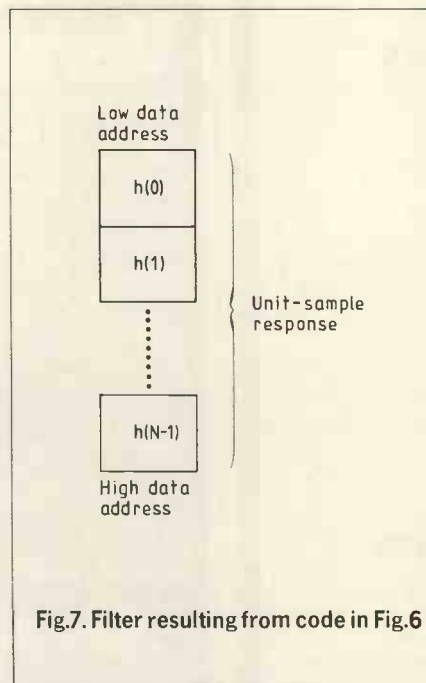 Low data
address
h(0)
h(1)
h(N-1)
Unit-sample
response
High data
address
Fig.7. Filter resulting from code in Fig.6